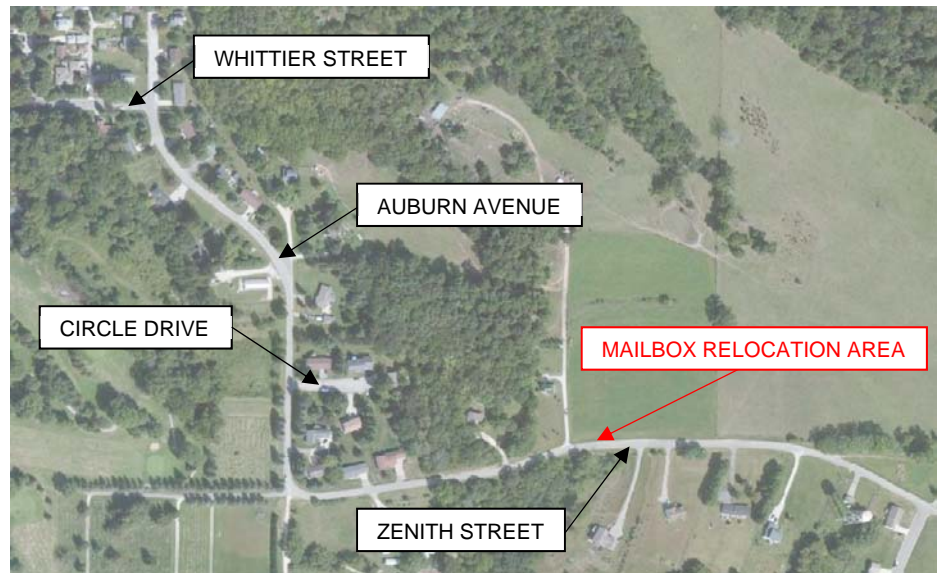 WHITTIER STREET
AUBURN AVENUE
CIRCLE DRIVE
MAILBOX RELOCATION AREA
ZENITH STREET